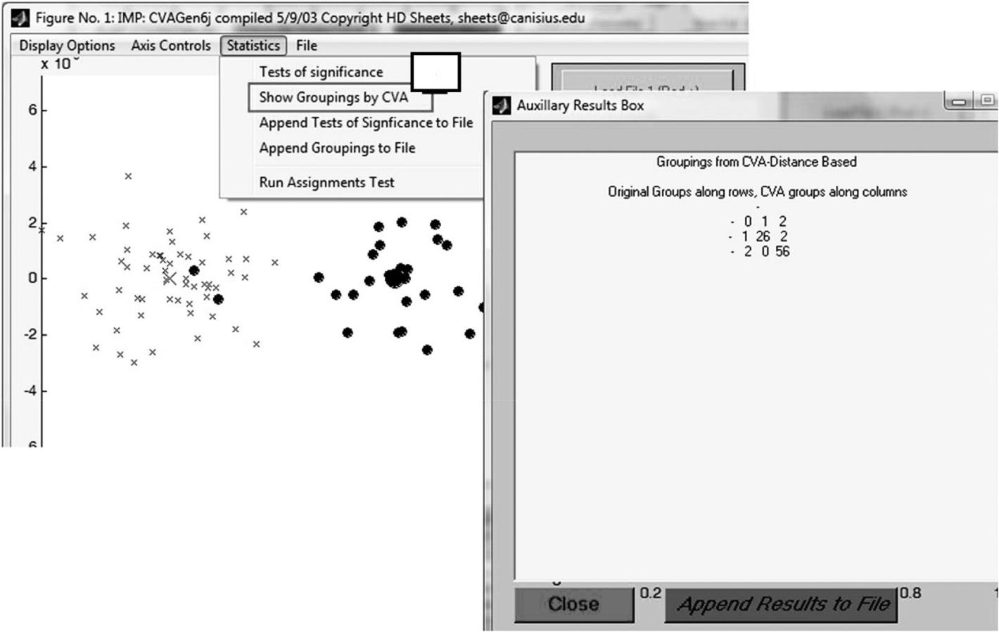 Figure No. 1: IMP: CVAGen6j compiled 5/9/03 Copyright HD Sheets, sheets@canisius.edu
Display Options Axis Controls Statistics File
x 10
Tests of significance
Show Groupings by CVA
Append Tests of Signficance to File
Append Groupings to File
Run Assignments Test
6
4
2
0
-2
-4
Auxillary Results Box
Groupings from CVA-Distance Based
Original Groups along rows, CVA groups along columns
-
- 0 1 2
- 1 26 2
- 2 0 56
Close 0.2 Append Results to File 0.8